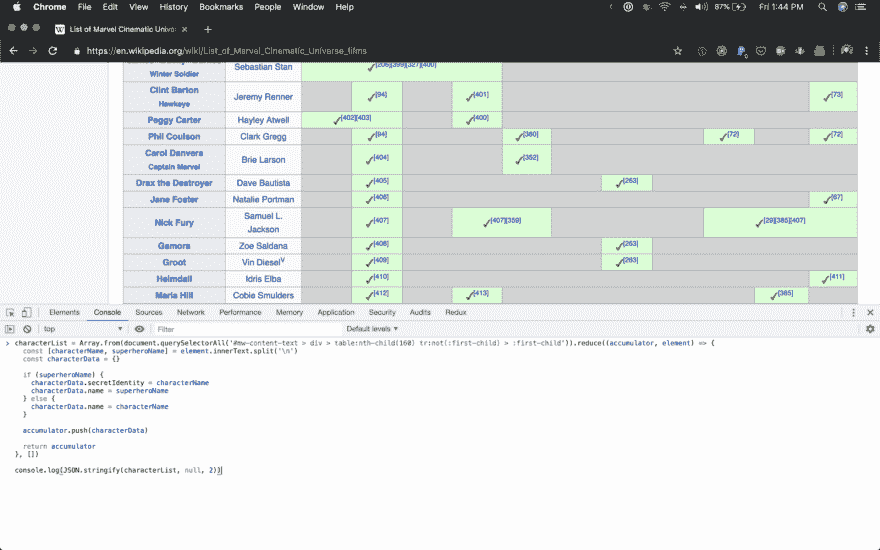 Chrome File Edit View History Bookmarks People Window Help 87% Fri 1:44 PM
List of Marvel Cinematic Univer
https://en.wikipedia.org/wiki/List_of_Marvel_Cinematic_Universe_films
Winter Soldier Sebastian Stan ✓[206][399][327][400]
Clint Barton
Hawkeye Jeremy Renner ✓[94] ✓[401] ✓[73]
Peggy Carter Hayley Atwell ✓[402][403] ✓[400]
Phil Coulson Clark Gregg ✓[94] ✓[380] ✓[72] ✓[72]
Carol Danvers
Captain Marvel Brie Larson ✓[404] ✓[352]
Drax the Destroyer Dave Bautista ✓[405] ✓[263]
Jane Foster Natalie Portman ✓[406] ✓[67]
Nick Fury Samuel L.
Jackson ✓[407] ✓[407][359] ✓[29][385][407]
Gamora Zoe Saldana ✓[408] ✓[263]
Groot Vin DieselV ✓[409] ✓[263]
Heimdall Idris Elba ✓[410] ✓[411]
Maria Hill Cobie Smulders ✓[412] ✓[413] ✓[385]
Elements Console Sources Network Performance Memory Application Security Audits Redux
top Filter Default levels
characterList = Array.from(document.querySelectorAll('#mw-content-text > div > table:nth-child(160) tr:not(:first-child) > :first-child')).reduce((accumulator, element) => {
const [characterName, superheroName] = element.innerText.split('\n')
const characterData = {}
if (superheroName) {
characterData.secretIdentity = characterName
characterData.name = superheroName
} else {
characterData.name = characterName
}
accumulator.push(characterData)
return accumulator
}, [])
console.log(JSON.stringify(characterList, null, 2))